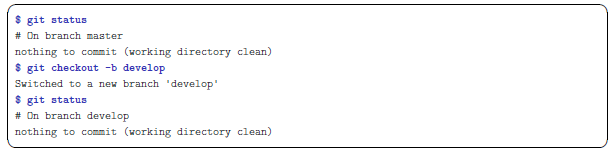 $ git status
# On branch master
nothing to commit (working directory clean)
$ git checkout -b develop
Switched to a new branch 'develop'
$ git status
# On branch develop
nothing to commit (working directory clean)